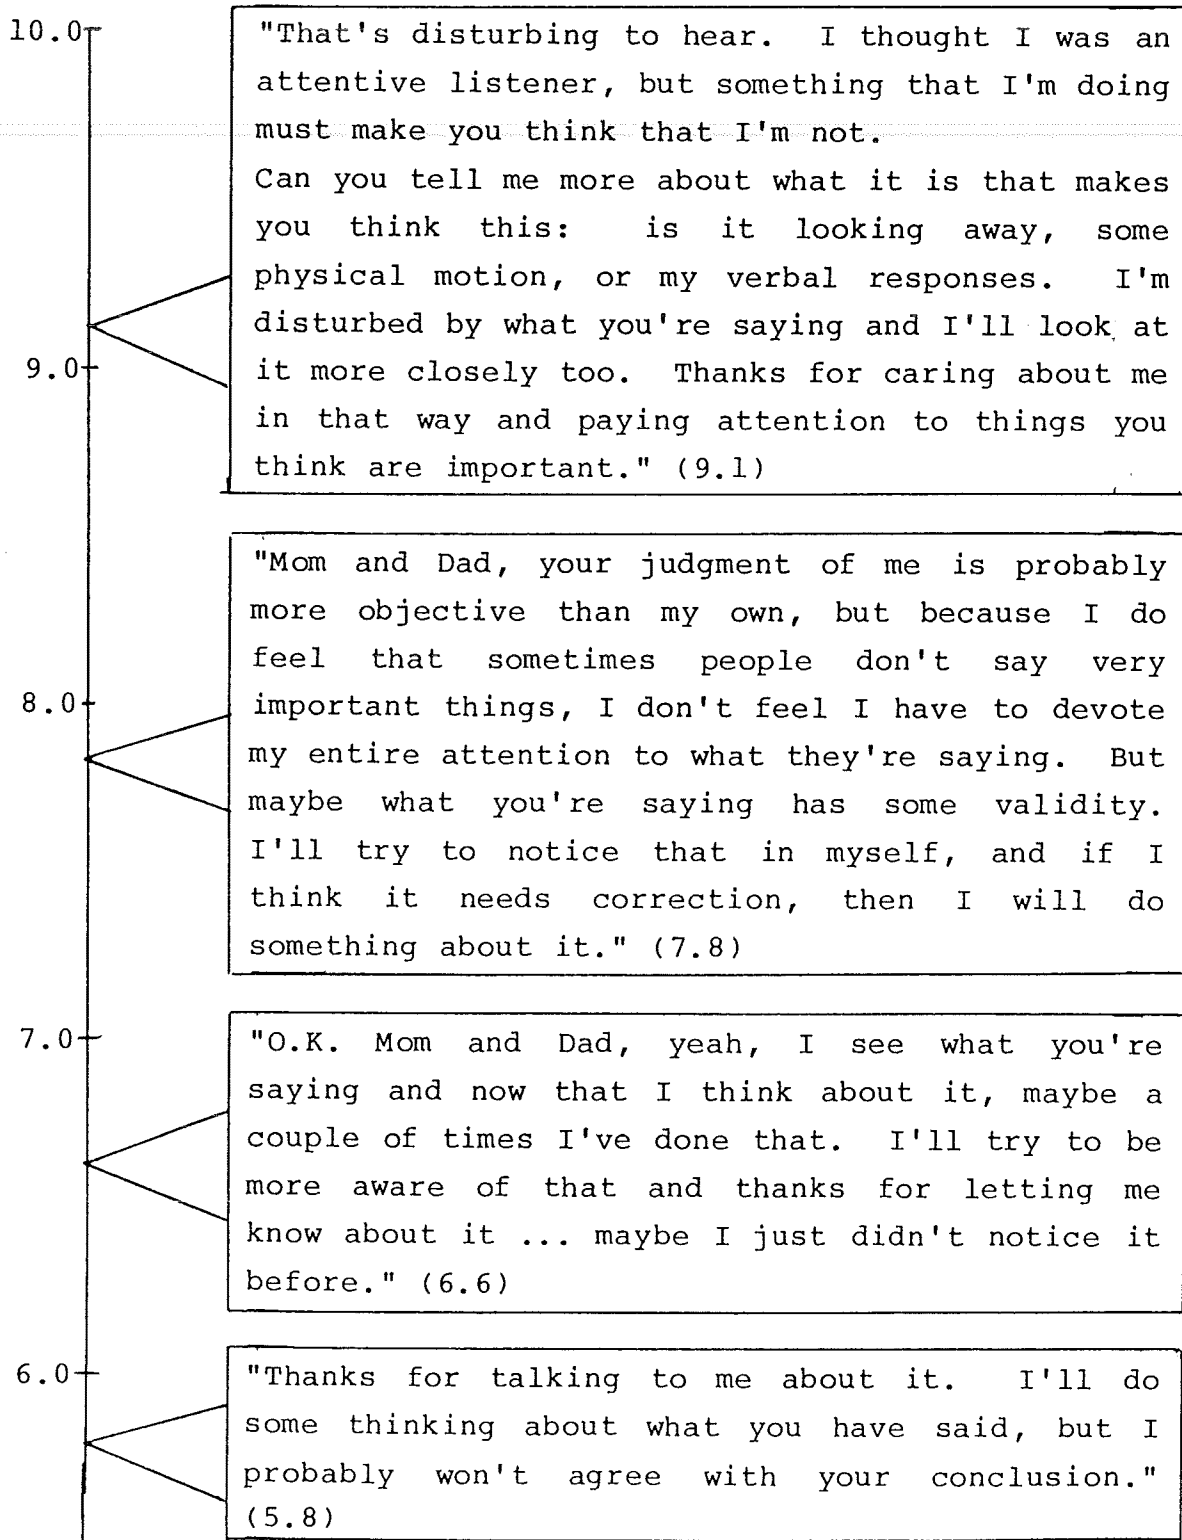 10.0
"That's disturbing to hear. I thought I was an
attentive listener, but something that I'm doing
must make you think that I'm not.
Can you tell me more about what it is that makes
you think this: is it looking away, some
physical motion, or my verbal responses. I'm
disturbed by what you're saying and I'll look at
9.0
it more closely too. Thanks for caring about me
in that way and paying attention to things you
think are important." (9.1)
"Mom and Dad, your judgment of me is probably
more objective than my own, but because I do
feel that sometimes people don't say very
8.0
important things, I don't feel I have to devote
my entire attention to what they're saying. But
maybe what you're saying has some validity.
I'll try to notice that in myself, and if I
think it needs correction, then I will do
something about it." (7.8)
7.0
"O.K. Mom and Dad, yeah, I see what you're
saying and now that I think about it, maybe a
couple of times I've done that. I'll try to be
more aware of that and thanks for letting me
know about it ... maybe I just didn't notice it
before." (6.6)
6.0
"Thanks for talking to me about it. I'll do
some thinking about what you have said, but I
probably won't agree with your conclusion."
(5.8)